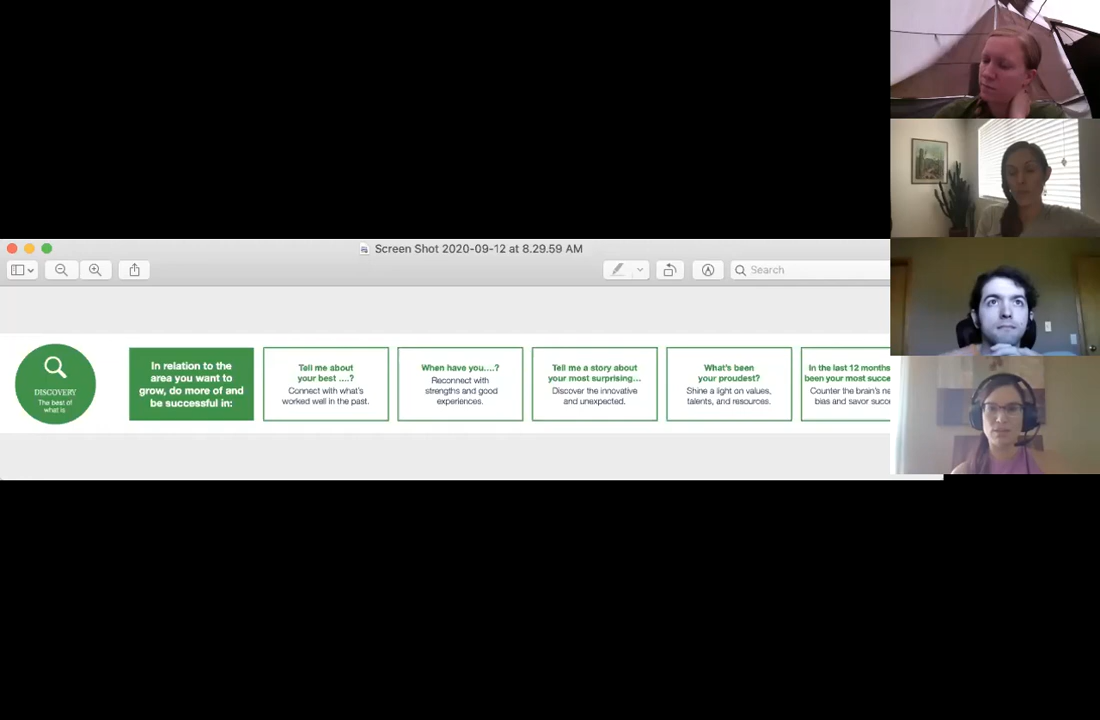 Screen Shot 2020-09-12 at 8.29.59 AM
Search
DISCOVERY
The best of
what is
In relation to the
area you want to
grow, do more of and
be successful in:
Tell me about
your best ....?
Connect with what's
worked well in the past.
When have you....?
Reconnect with
strengths and good
experiences.
Tell me a story about
your most surprising...
Discover the innovative
and unexpected.
What's been
your proudest?
Shine a light on values,
talents, and resources.
In the last 12 months
been your most succe
Counter the brain's ne
bias and savor succ